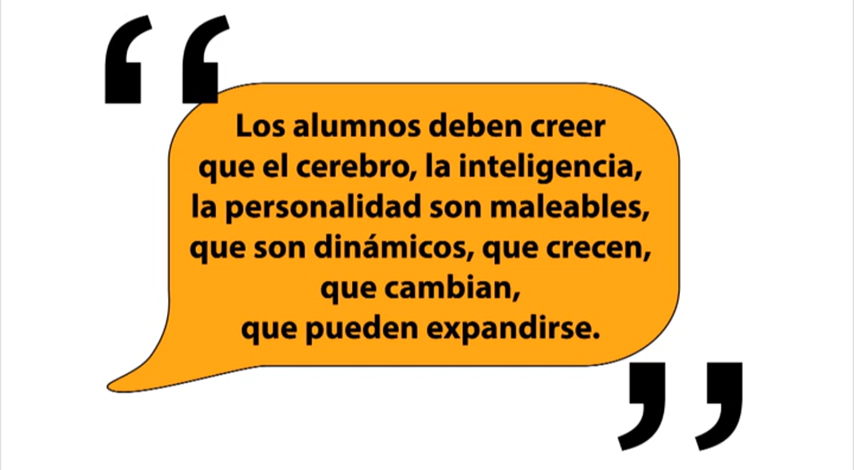 “
Los alumnos deben creer
que el cerebro, la inteligencia,
la personalidad son maleables,
que son dinámicos, que crecen,
que cambian,
que pueden expandirse.
”